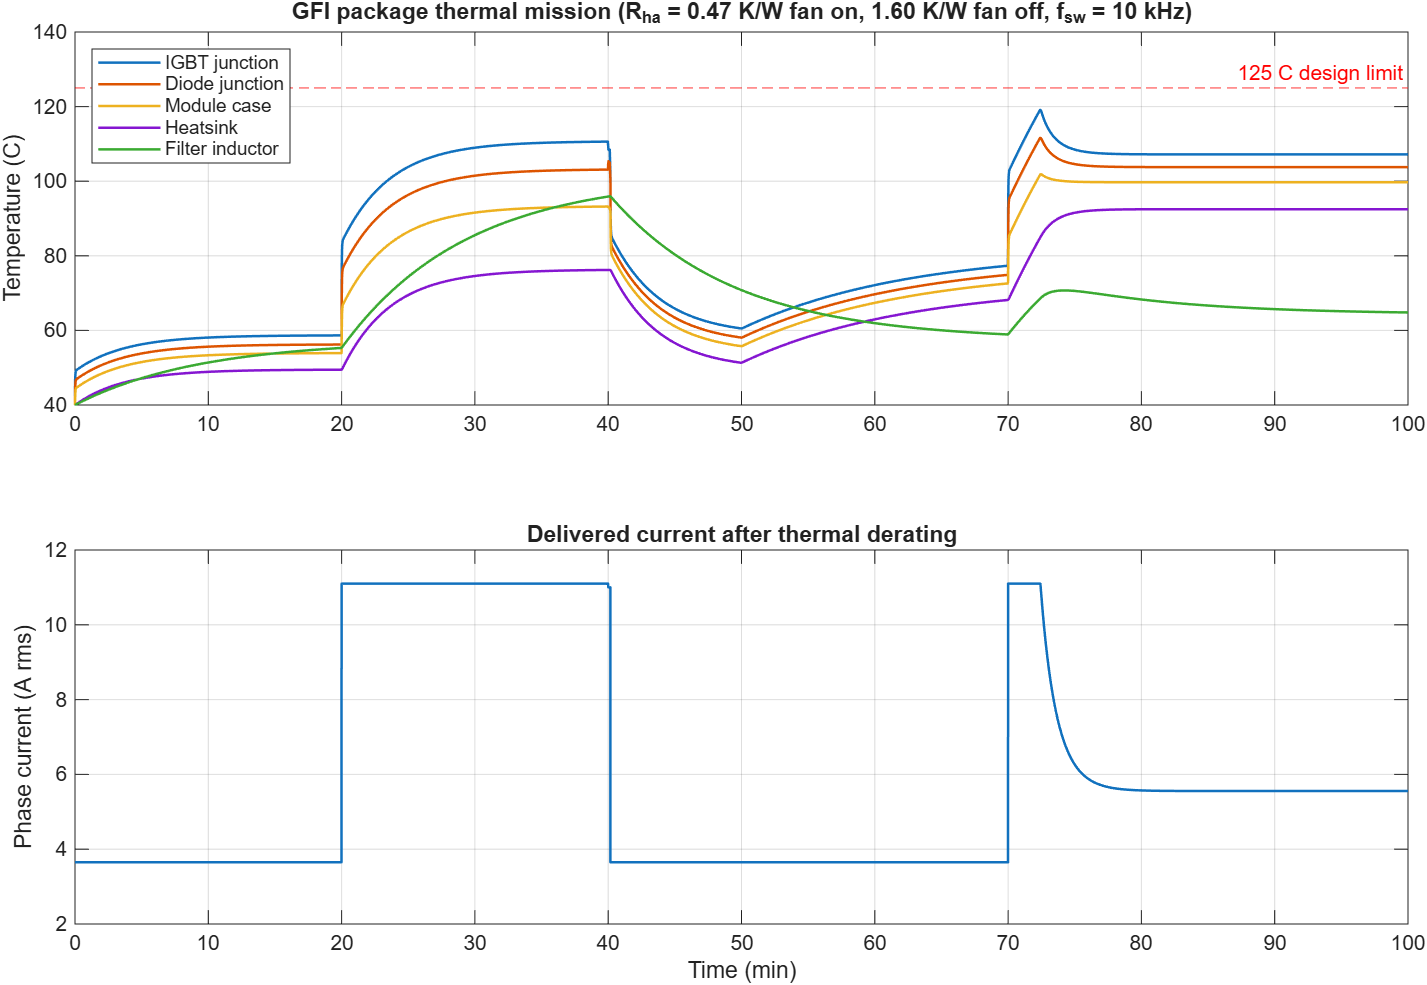 GFI package thermal mission (Rha = 0.47 K/W fan on, 1.60 K/W fan off, fsw = 10 kHz)
140
120
100
80
60
40
Temperature (C)
IGBT junction
Diode junction
Module case
Heatsink
Filter inductor
125 C design limit
0 10 20 30 40 50 60 70 80 90 100
Delivered current after thermal derating
12
10
8
6
4
2
Phase current (A rms)
0 10 20 30 40 50 60 70 80 90 100
Time (min)